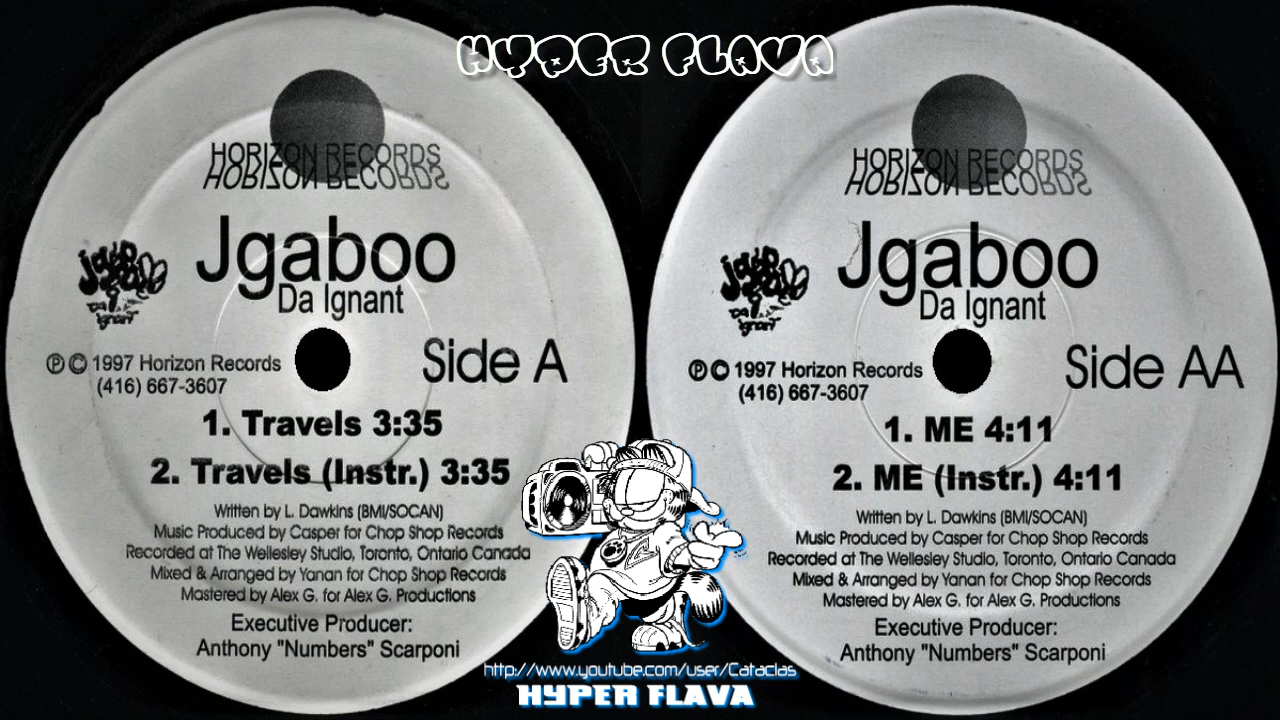 HYPER FLAVA
HORIZON RECORDS
HORIZON RECORDS
Jgaboo
Da Ignant
Jgaboo
Da
Ignant
Side A
℗ © 1997 Horizon Records
(416) 667-3607
1. Travels 3:35
2. Travels (Instr.) 3:35
Written by L. Dawkins (BMI/SOCAN)
Music Produced by Casper for Chop Shop Records
Recorded at The Wellesley Studio, Toronto, Ontario Canada
Mixed & Arranged by Yanan for Chop Shop Records
Mastered by Alex G. for Alex G. Productions
Executive Producer:
Anthony "Numbers" Scarponi
HORIZON RECORDS
HORIZON RECORDS
Jgaboo
Da Ignant
Jgaboo
Da
Ignant
Side AA
℗ © 1997 Horizon Records
(416) 667-3607
1. ME 4:11
2. ME (Instr.) 4:11
Written by L. Dawkins (BMI/SOCAN)
Music Produced by Casper for Chop Shop Records
Recorded at The Wellesley Studio, Toronto, Ontario Canada
Mixed & Arranged by Yanan for Chop Shop Records
Mastered by Alex G. for Alex G. Productions
Executive Producer:
Anthony "Numbers" Scarponi
http://www.youtube.com/user/Cataclas
HYPER FLAVA